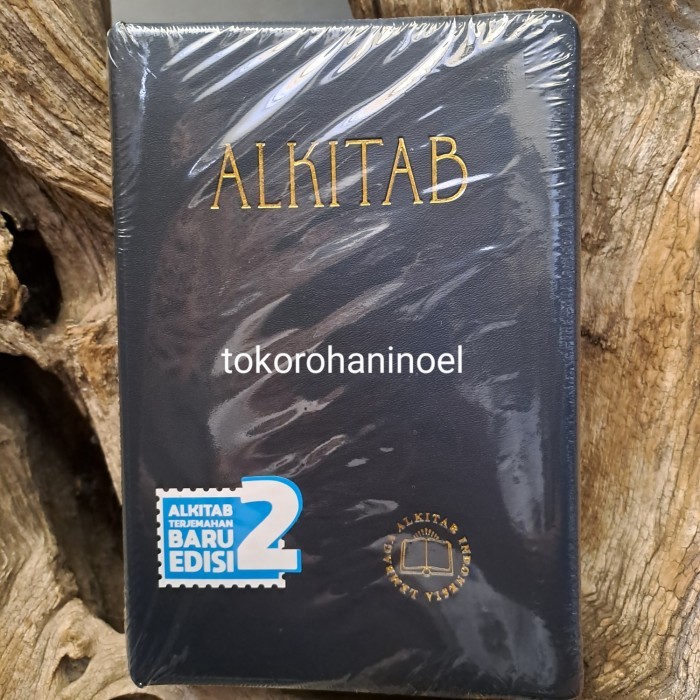 ALKITAB
tokorohaninoel
ALKITAB
TERJEMAHAN
BARU
EDISI
2
LEMBAGA ALKITAB INDONESIA